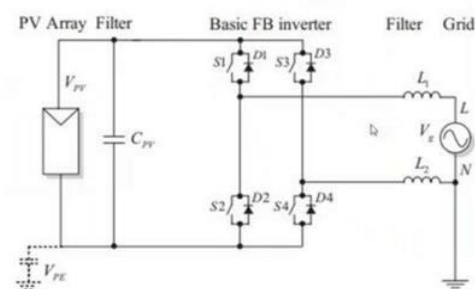 PV Array Filter Basic FB inverter Filter Grid
S1 D1 S3 D3
V_PV
L_1 L
C_PV V_g
L_2 N
S2 D2 S4 D4
V_PE